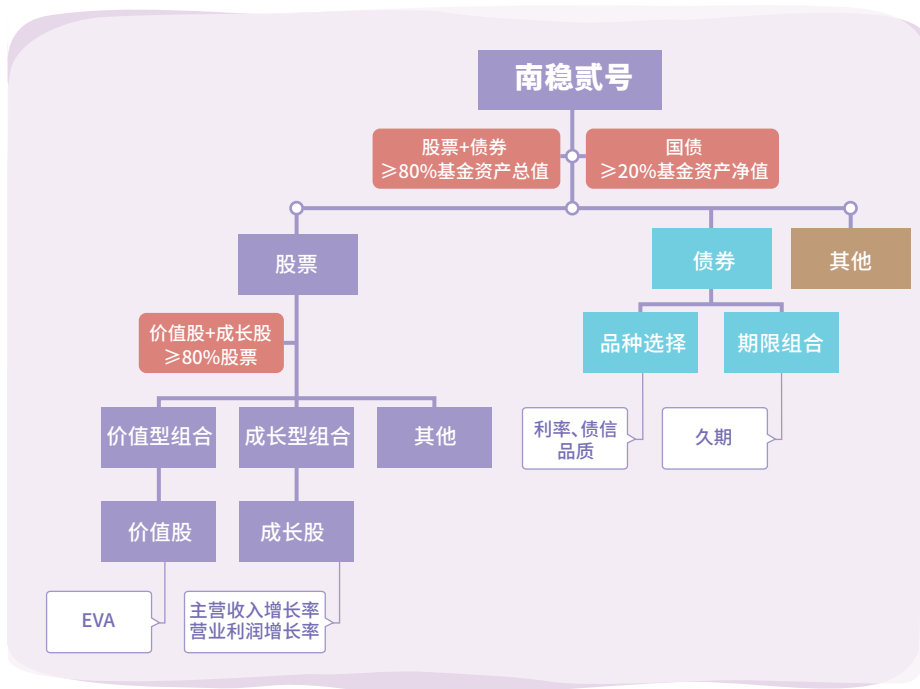 南稳贰号
股票+债券
≥80%基金资产总值
国债
≥20%基金资产净值
股票
债券
其他
价值股+成长股
≥80%股票
品种选择
期限组合
价值型组合
成长型组合
其他
利率、债信
品质
久期
价值股
成长股
EVA
主营收入增长率
营业利润增长率